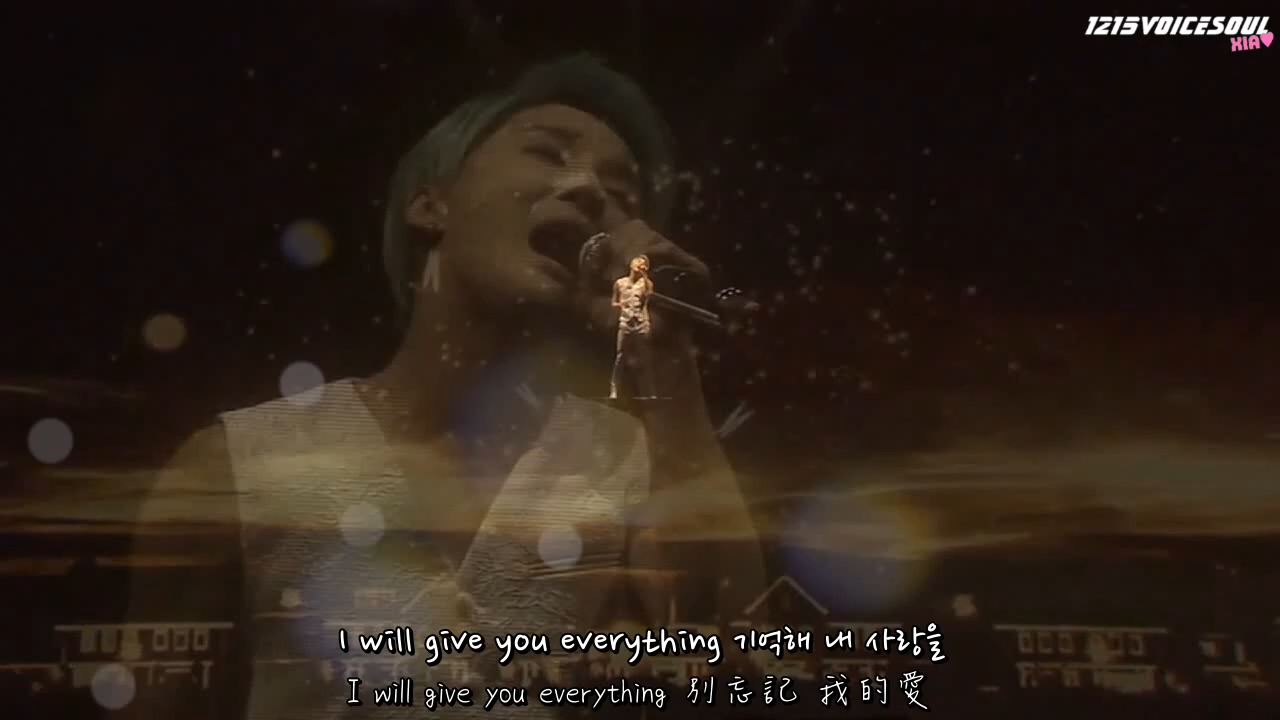 1215VOICESOUL
XIA
I will give you everything 기억해 내 사랑을
I will give you everything 別忘記 我的愛